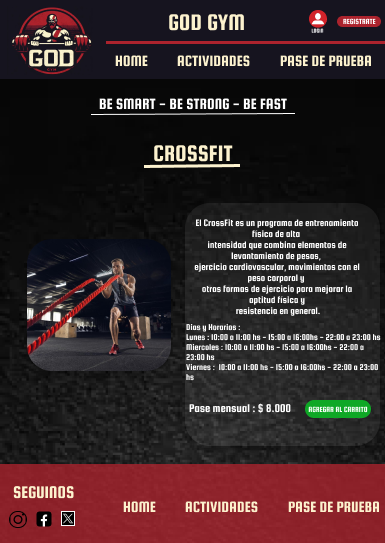 GOD
GOD GYM
LOGIN
REGISTRATE
HOME ACTIVIDADES PASE DE PRUEBA
BE SMART - BE STRONG - BE FAST
CROSSFIT
El CrossFit es un programa de entrenamiento
físico de alta
intensidad que combina elementos de
levantamiento de pesas,
ejercicio cardiovascular, movimientos con el
peso corporal y
otras formas de ejercicio para mejorar la
aptitud física y
resistencia en general.
Dias y Horarios :
Lunes : 10:00 a 11:00 hs - 15:00 a 16:00hs - 22:00 a 23:00 hs
Miercoles : 10:00 a 11:00 hs - 15:00 a 16:00hs - 22:00 a
23:00 hs
Viernes : 10:00 a 11:00 hs - 15:00 a 16:00hs - 22:00 a 23:00
hs
Pase mensual : $ 8.000
AGREGAR AL CARRITO
SEGUINOS
HOME ACTIVIDADES PASE DE PRUEBA